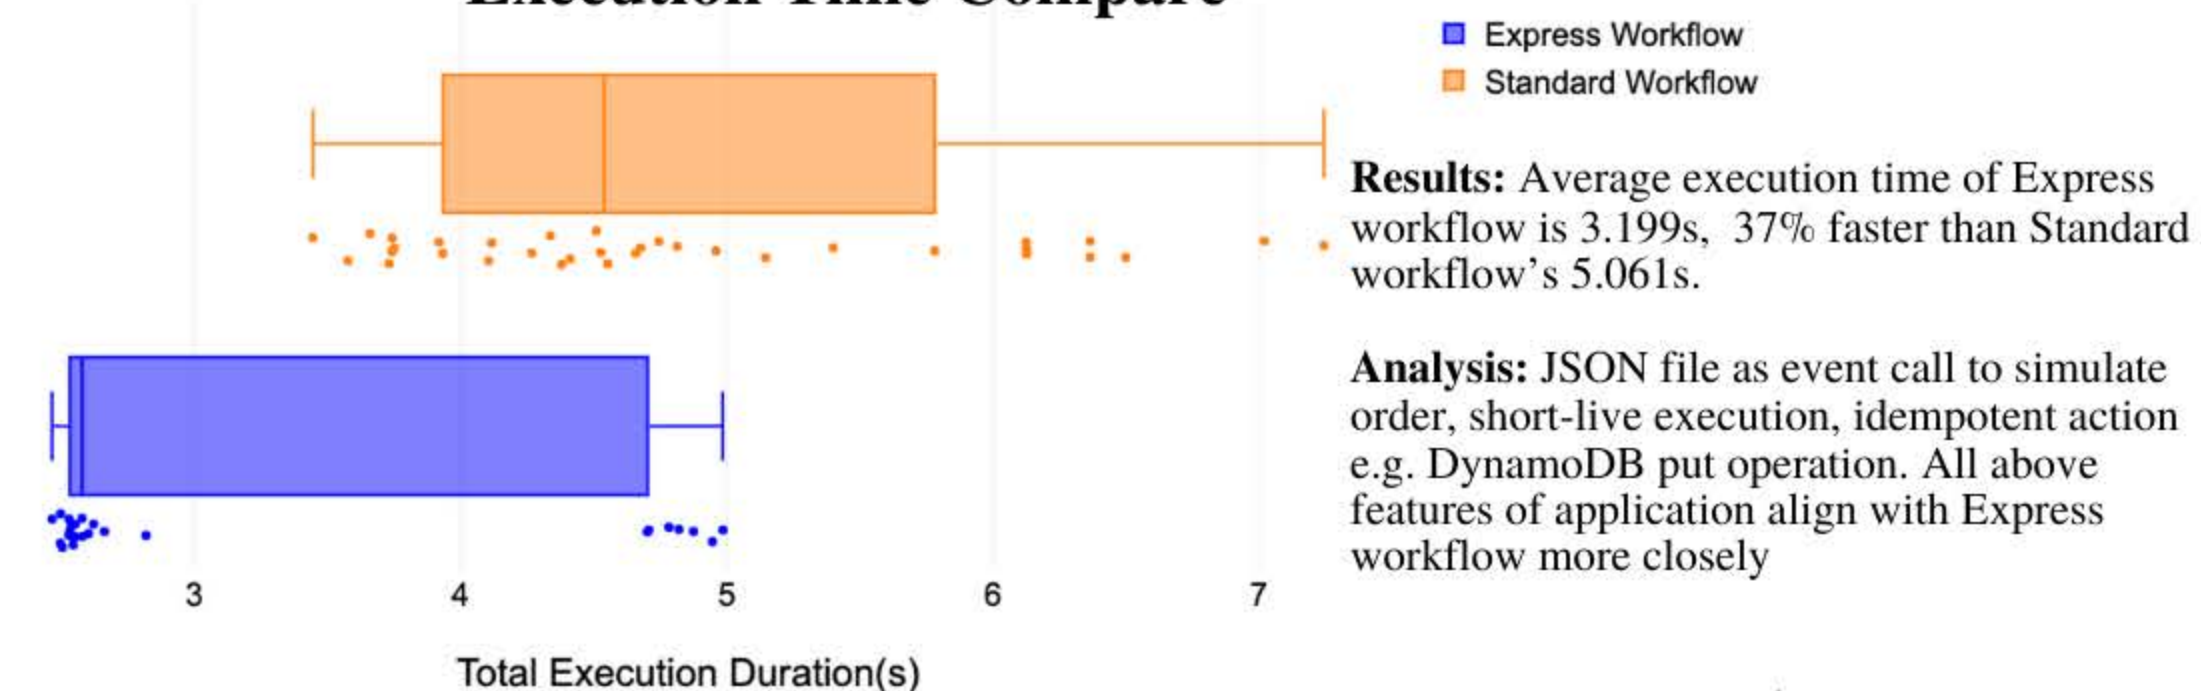 Execution Time Compare
Express Workflow
Standard Workflow
Results: Average execution time of Express
workflow is 3.199s, 37% faster than Standard
workflow's 5.061s.
Analysis: JSON file as event call to simulate
order, short-live execution, idempotent action
e.g. DynamoDB put operation. All above
features of application align with Express
workflow more closely
3 4 5 6 7
Total Execution Duration(s)